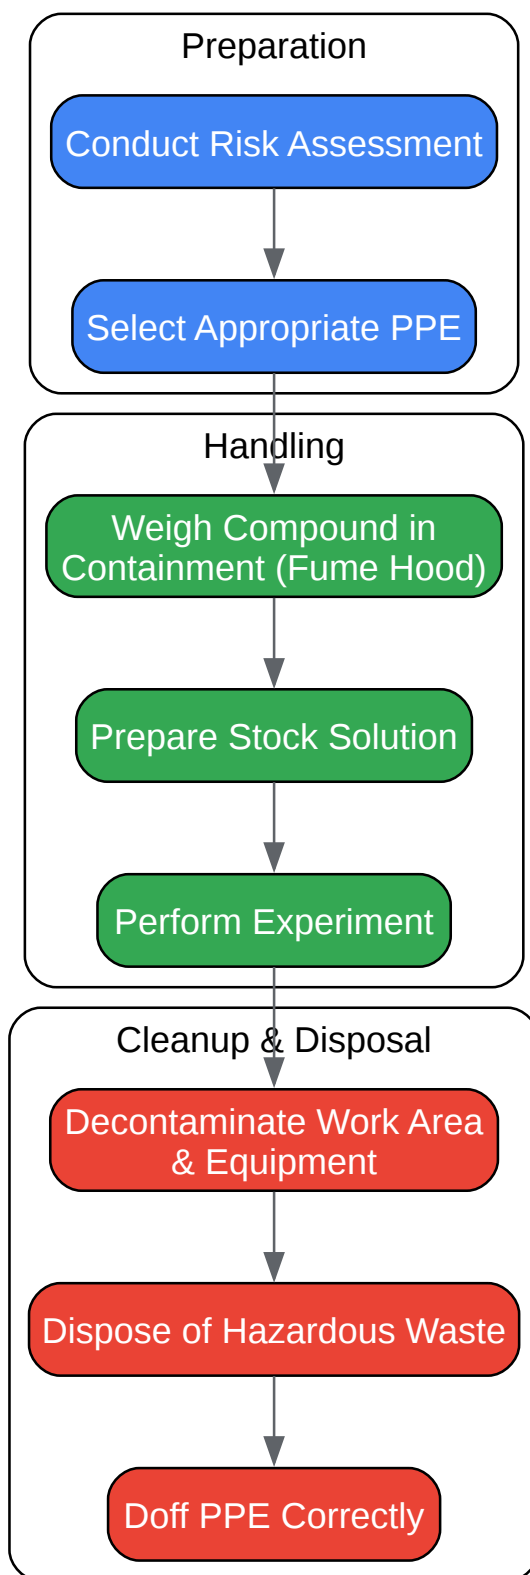 Preparation
Conduct Risk Assessment
Select Appropriate PPE
Handling
Weigh Compound in
Containment (Fume Hood)
Prepare Stock Solution
Perform Experiment
Cleanup & Disposal
Decontaminate Work Area
& Equipment
Dispose of Hazardous Waste
Doff PPE Correctly